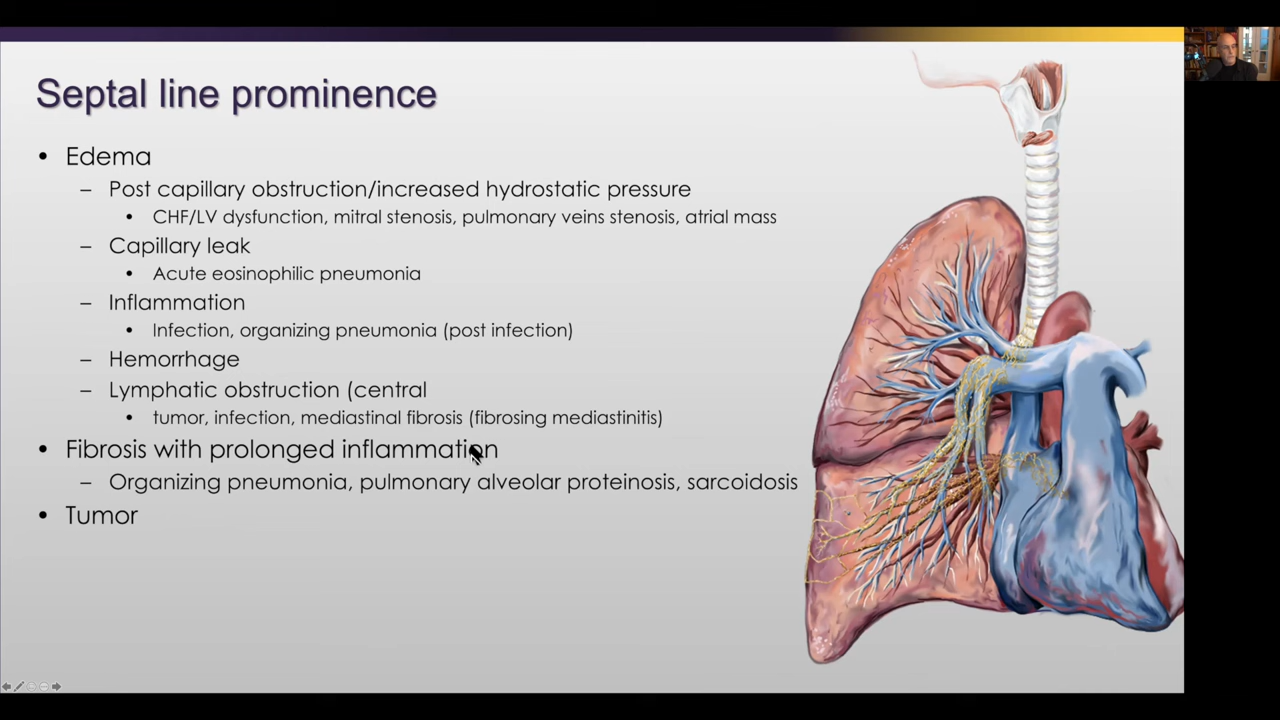 Septal line prominence
• Edema
– Post capillary obstruction/increased hydrostatic pressure
• CHF/LV dysfunction, mitral stenosis, pulmonary veins stenosis, atrial mass
– Capillary leak
• Acute eosinophilic pneumonia
– Inflammation
• Infection, organizing pneumonia (post infection)
– Hemorrhage
– Lymphatic obstruction (central
• tumor, infection, mediastinal fibrosis (fibrosing mediastinitis)
• Fibrosis with prolonged inflammation
– Organizing pneumonia, pulmonary alveolar proteinosis, sarcoidosis
• Tumor